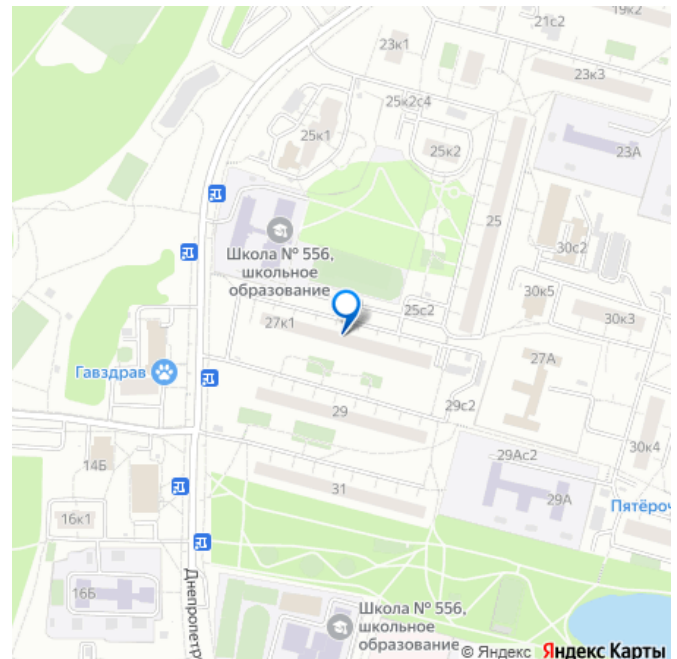 19к2
21с2
23к1
23к3
25к2с4
25к1
25к2
23А
25
Школа № 556,
школьное
образование
30с2
30к5
25с2
30к3
27к1
27А
Гавздрав
29
29с2
30к4
14Б
29Ас2
31
29А
Пятёроч
16к1
16Б
Днепропетр
Школа № 556,
школьное
образование
© Яндекс Яндекс Карты